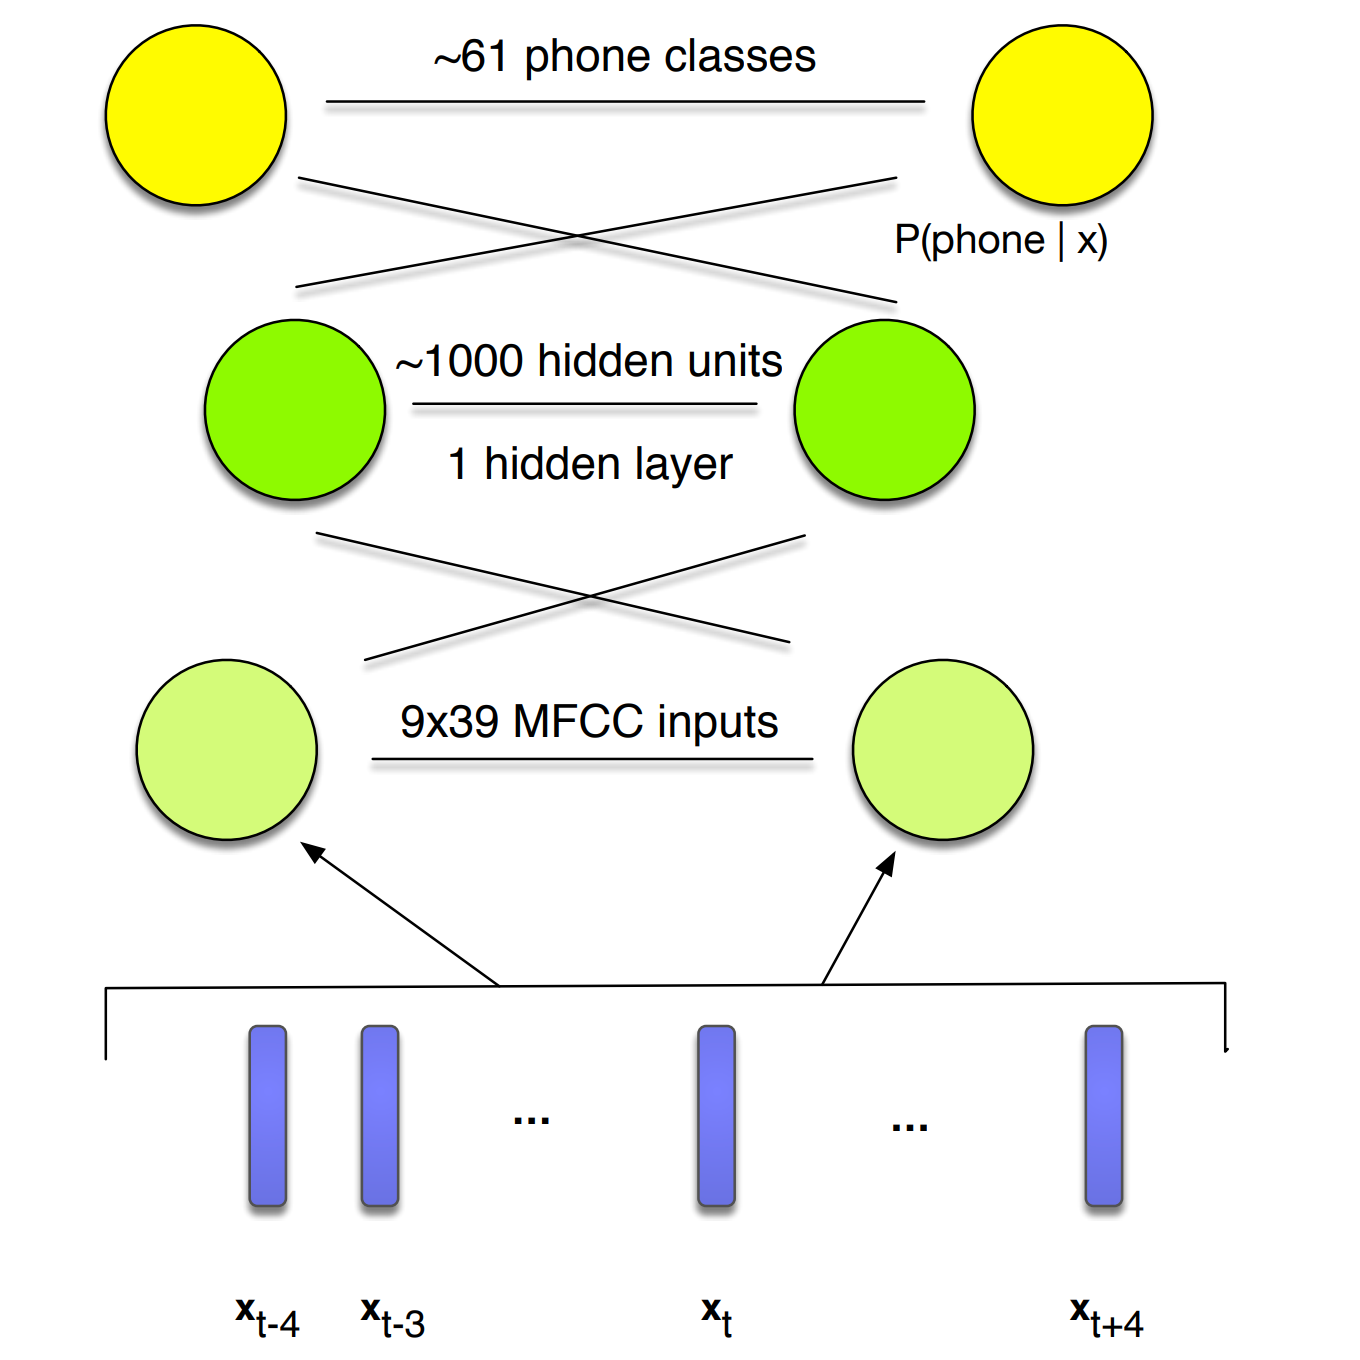 ~61 phone classes
P(phone | x)
~1000 hidden units
1 hidden layer
9x39 MFCC inputs
... ...
xt-4 xt-3 xt xt+4